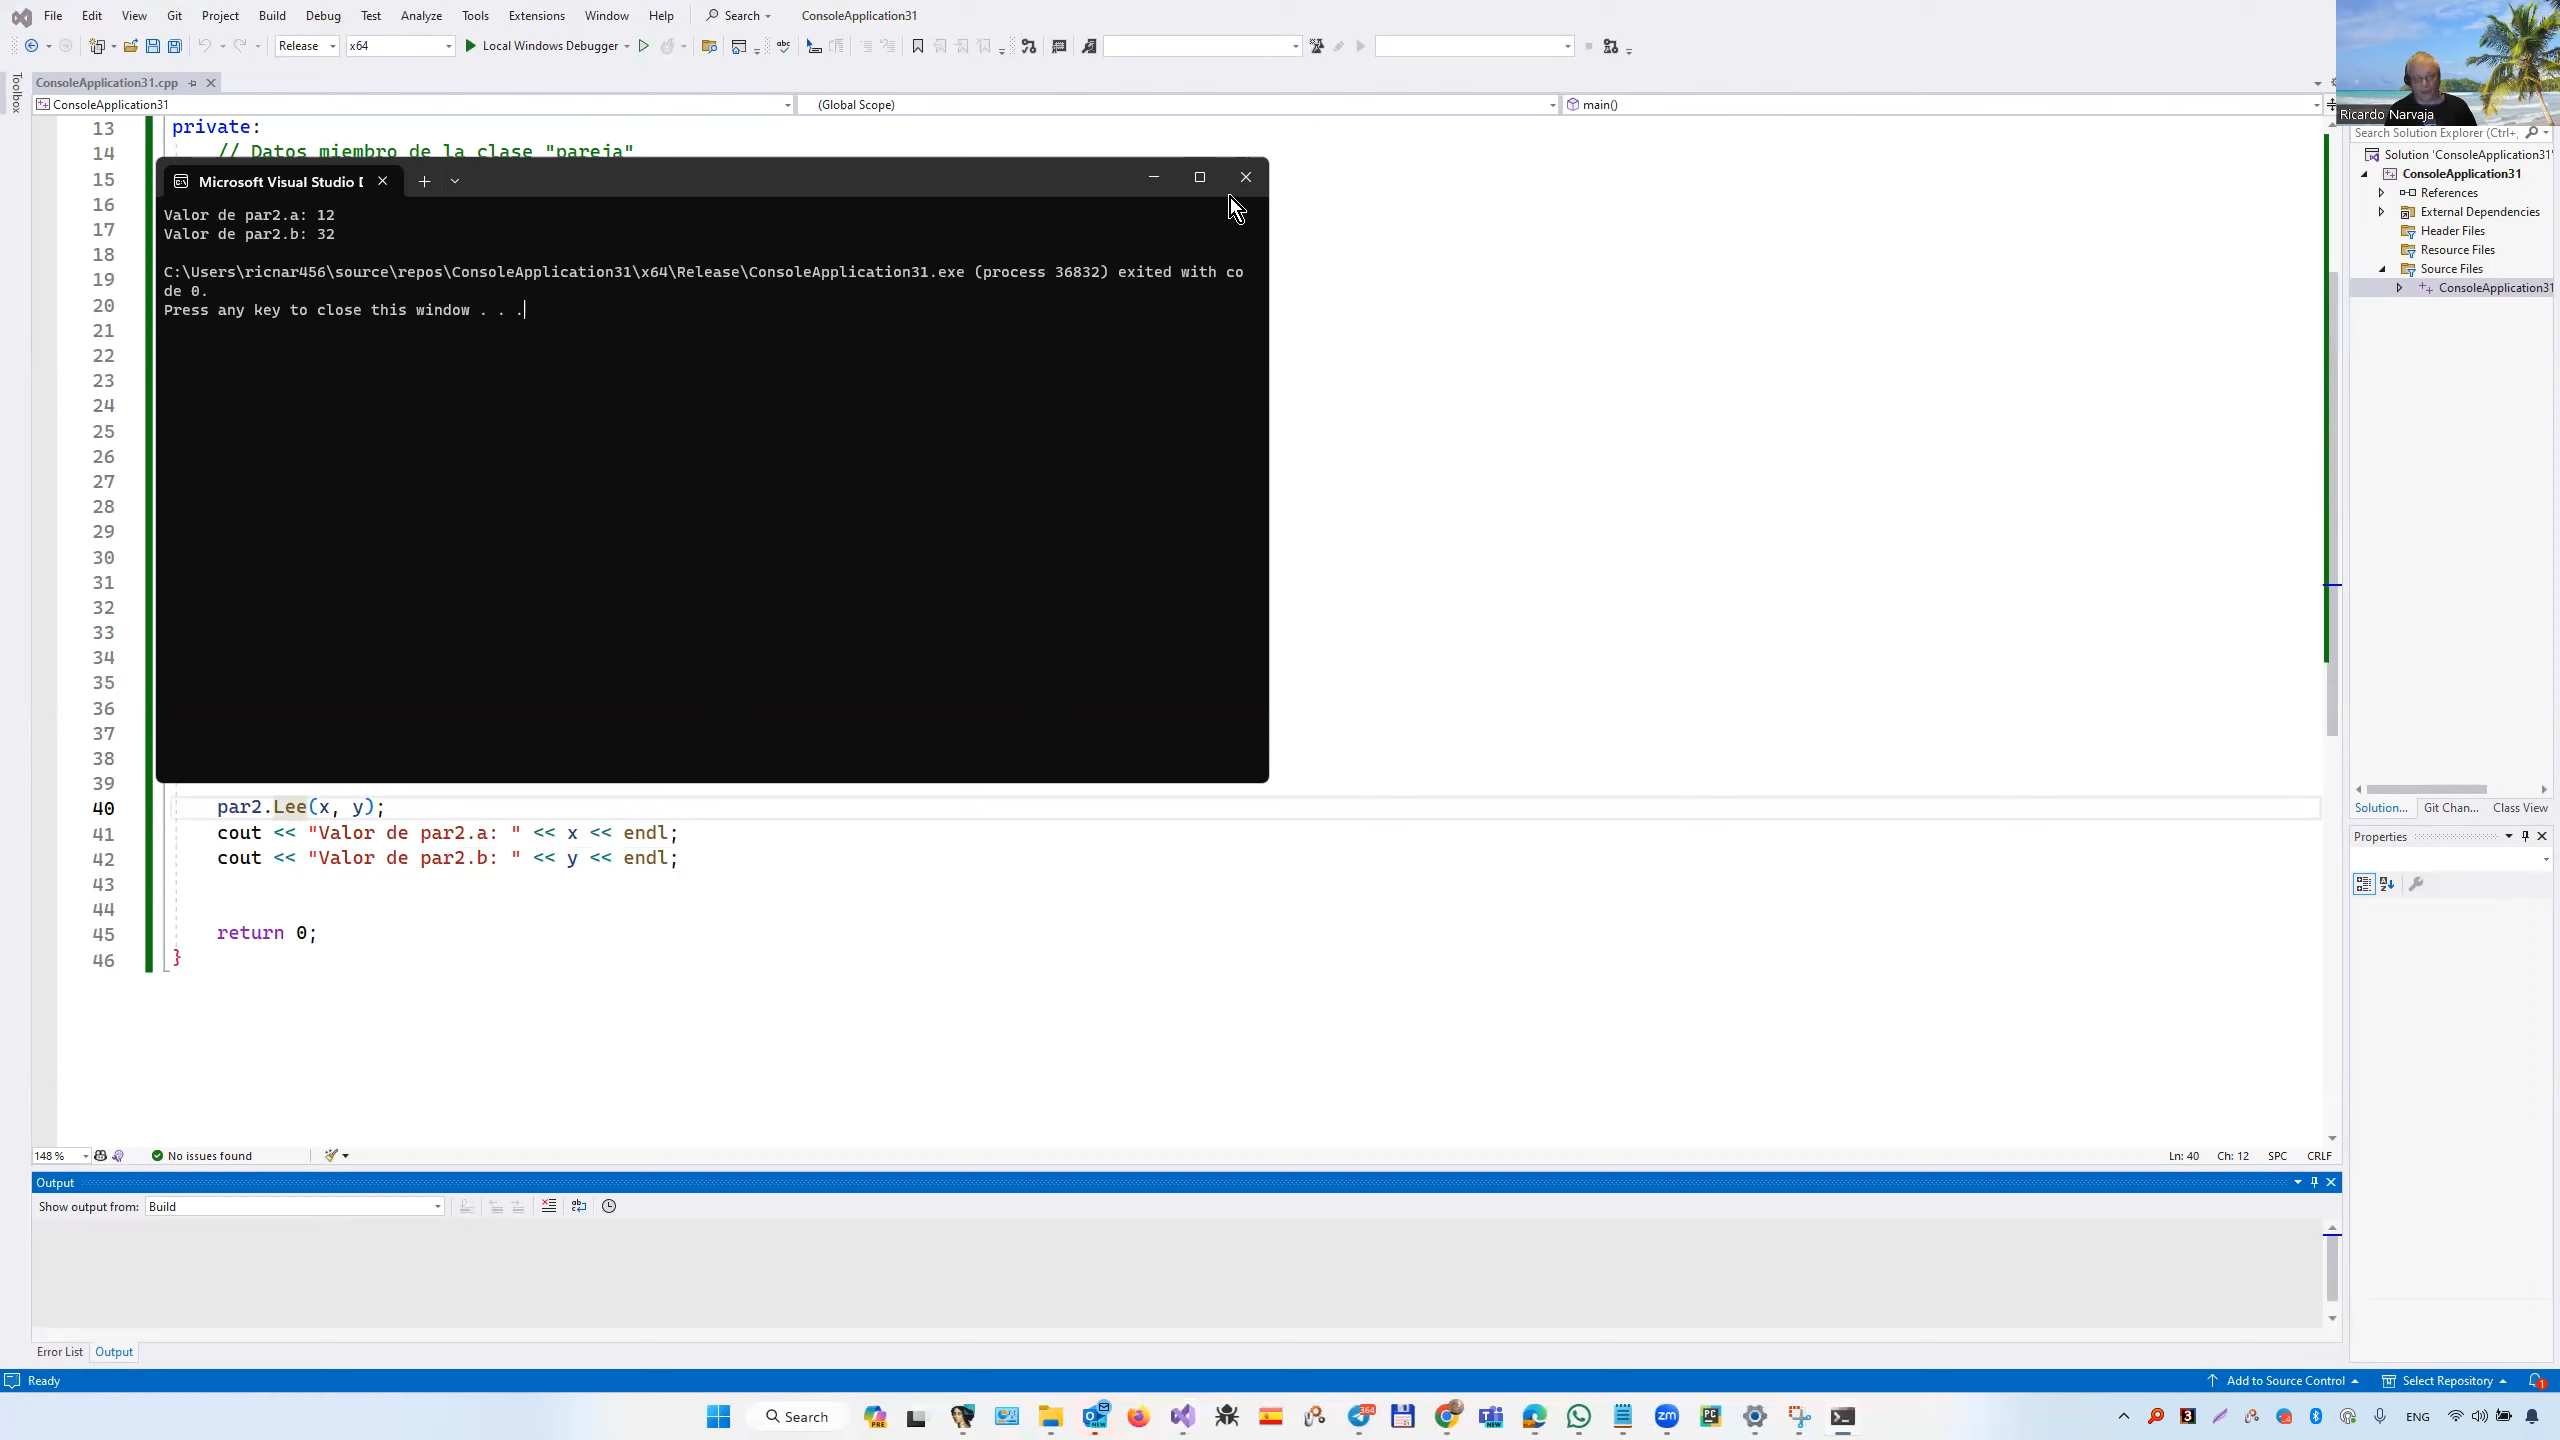 File Edit View Git Project Build Debug Test Analyze Tools Extensions Window Help Search ConsoleApplication31
Release x64 Local Windows Debugger
Ricardo Narvaja
Toolbox
ConsoleApplication31.cpp
ConsoleApplication31 (Global Scope) main()
13 private:
14 // Datos miembro de la clase "pareja"
15
16
17
18
19
20
21
22
23
24
25
26
27
28
29
30
31
32
33
34
35
36
37
38
39
40 par2.Lee(x, y);
41 cout << "Valor de par2.a: " << x << endl;
42 cout << "Valor de par2.b: " << y << endl;
43
44
45 return 0;
46 }
Microsoft Visual Studio D
Valor de par2.a: 12
Valor de par2.b: 32
C:\Users\ricnar456\source\repos\ConsoleApplication31\x64\Release\ConsoleApplication31.exe (process 36832) exited with co
de 0.
Press any key to close this window . . .
Search Solution Explorer (Ctrl+;
Solution 'ConsoleApplication31'
ConsoleApplication31
References
External Dependencies
Header Files
Resource Files
Source Files
ConsoleApplication31
Solution... Git Chan... Class View
Properties
148 % No issues found Ln: 40 Ch: 12 SPC CRLF
Output
Show output from: Build
Error List Output
Ready Add to Source Control Select Repository 1
Search PRE NEW 364 NEW zm PC 3 ENG